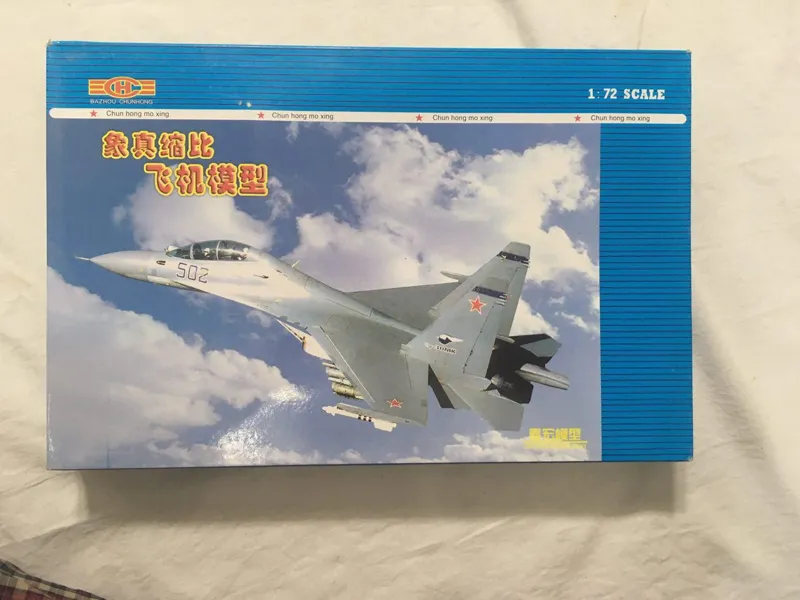 CHC
BAZHOU CHUNHONG
1:72 SCALE
★ Chun hong mo xing ★ Chun hong mo xing ★ Chun hong mo xing ★ Chun hong mo xing
象真缩比
飞机模型
502